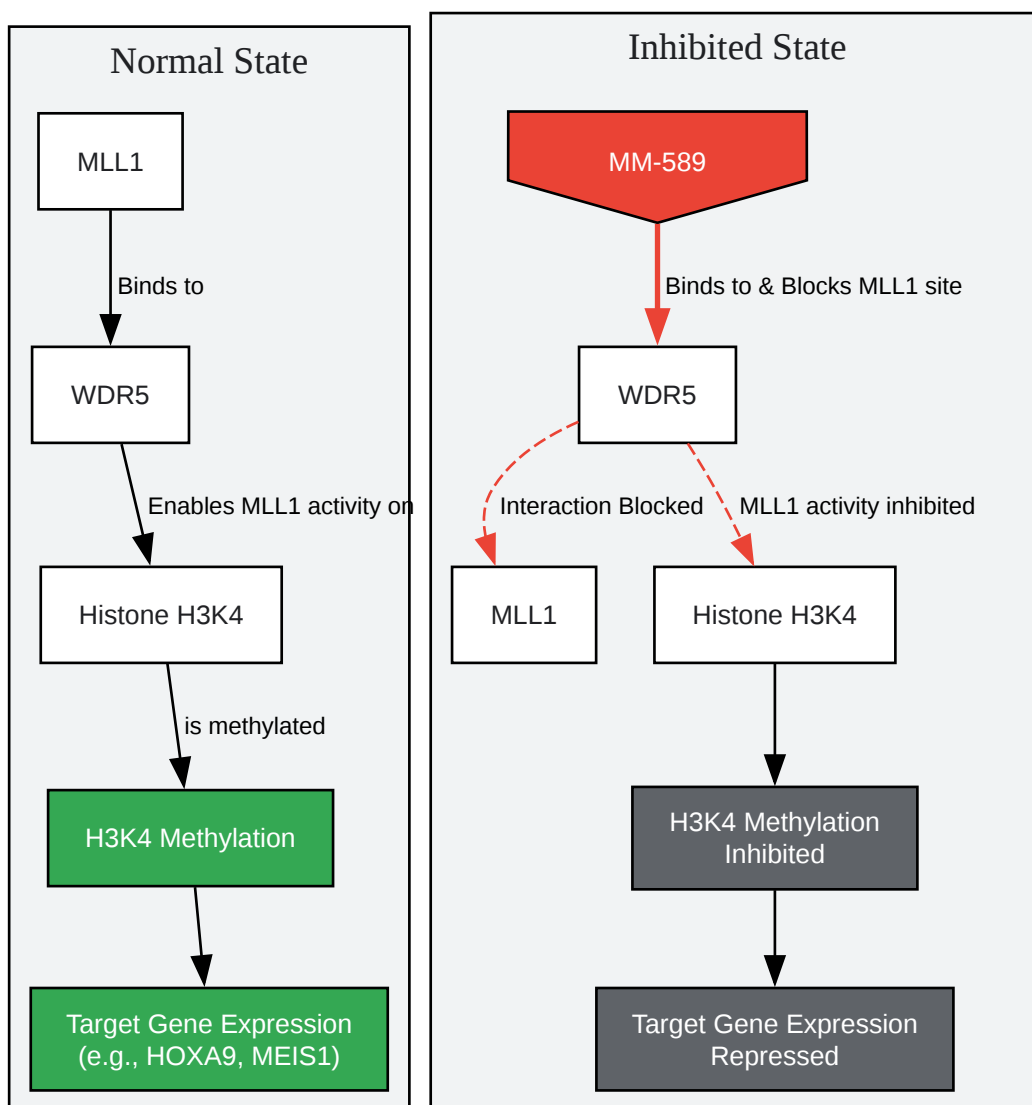 Normal State
MLL1
Binds to
WDR5
Enables MLL1 activity on
Histone H3K4
is methylated
H3K4 Methylation
Target Gene Expression
(e.g., HOXA9, MEIS1)
Inhibited State
MM-589
Binds to & Blocks MLL1 site
WDR5
Interaction Blocked
MLL1 activity inhibited
MLL1
Histone H3K4
H3K4 Methylation
Inhibited
Target Gene Expression
Repressed